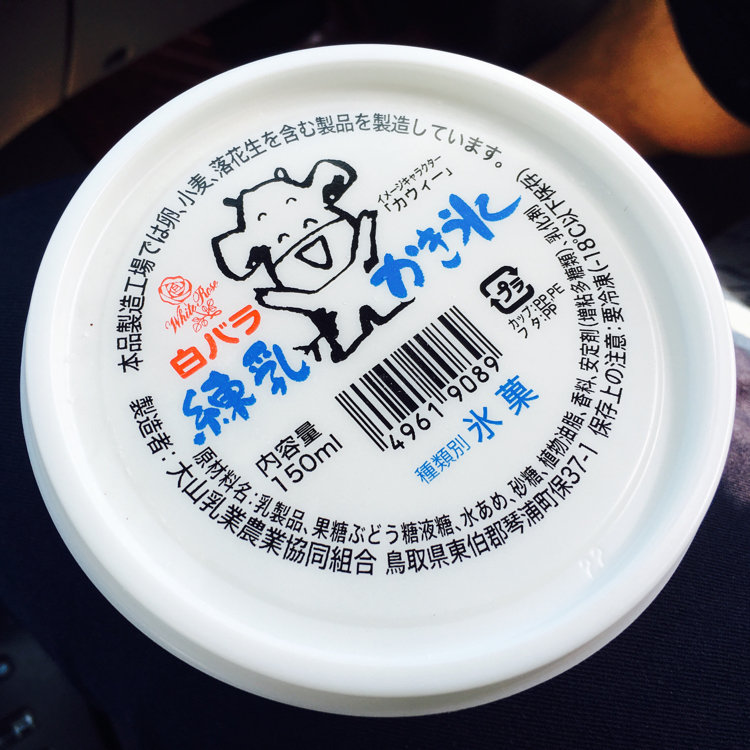 本品製造工場では卵、小麦、落花生を含む製品を製造しています。
イメージキャラクター
「カウィー」
White Rose
白バラ
練乳
かき氷
プラ
カップ:PP,PE
フタ:PP
内容量
150ml
4961 9089
種類別 氷菓
原材料名:乳製品、果糖ぶどう糖液糖、水あめ、砂糖、植物油脂、香料、安定剤(増粘多糖類)、乳化剤
製造者:大山乳業農業協同組合 鳥取県東伯郡琴浦町保37-1 保存上の注意:要冷凍(-18℃以下保存)